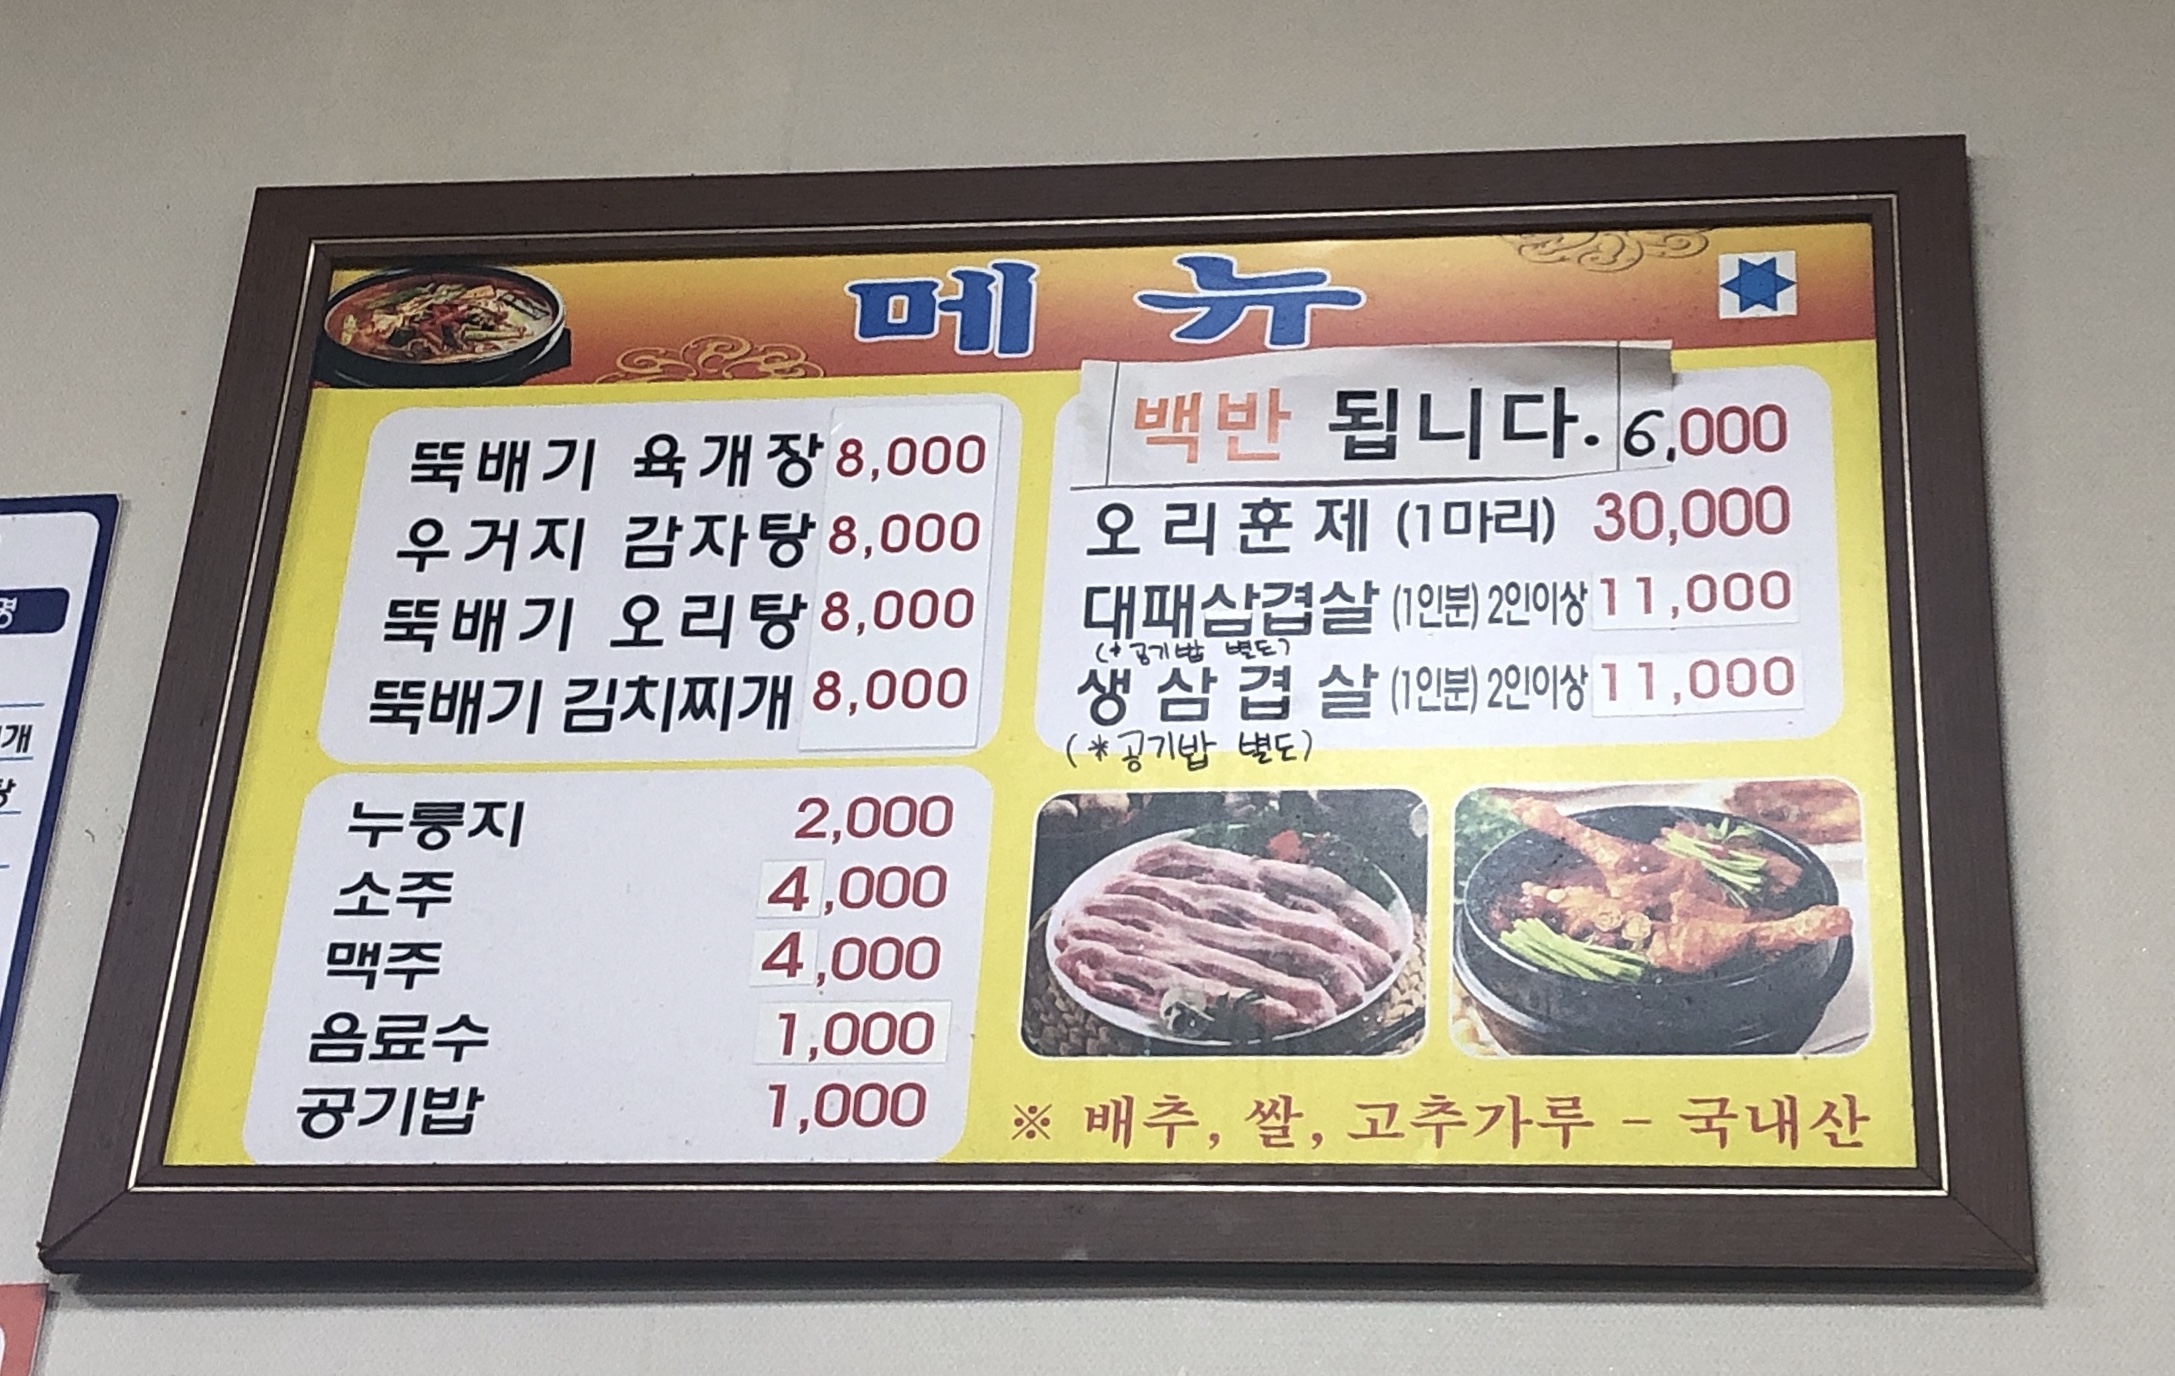 메뉴
뚝배기 육개장 8,000
우거지 감자탕 8,000
뚝배기 오리탕 8,000
뚝배기 김치찌개 8,000
백반 됩니다. 6,000
오리훈제 (1마리) 30,000
대패삼겹살 (1인분) 2인이상 11,000
(* 공기밥 별도)
생삼겹살 (1인분) 2인이상 11,000
(* 공기밥 별도)
누룽지 2,000
소주 4,000
맥주 4,000
음료수 1,000
공기밥 1,000
※ 배추, 쌀, 고추가루 - 국내산
개